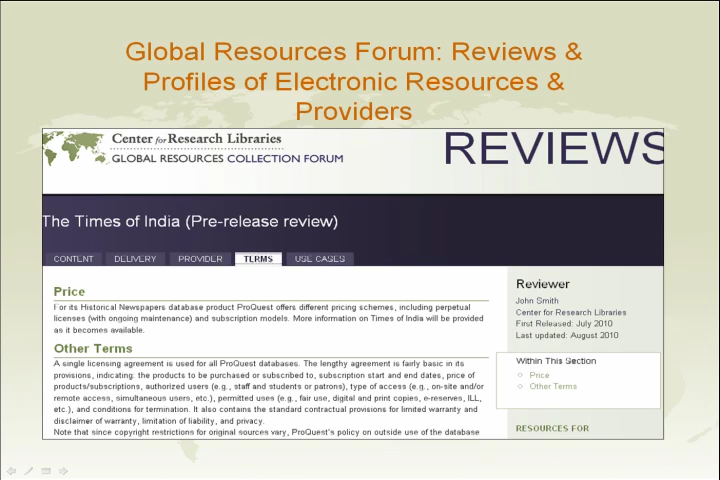 Global Resources Forum: Reviews &
Profiles of Electronic Resources &
Providers
Center for Research Libraries
GLOBAL RESOURCES COLLECTION FORUM
REVIEWS
The Times of India (Pre-release review)
CONTENT DELIVERY PROVIDER TERMS USE CASES
Price
For its Historical Newspapers database product ProQuest offers different pricing schemes, including perpetual
licenses (with ongoing maintenance) and subscription models. More information on Times of India will be provided
as it becomes available.
Other Terms
A single licensing agreement is used for all ProQuest databases. The lengthy agreement is fairly basic in its
provisions, indicating: the products to be purchased or subscribed to, subscription start and end dates, price of
products/subscriptions, authorized users (e.g., staff and students or patrons), type of access (e.g., on-site and/or
remote access, simultaneous users, etc.), permitted uses (e.g., fair use, digital and print copies, e-reserves, ILL,
etc.), and conditions for termination. It also contains the standard contractual provisions for limited warranty and
disclaimer of warranty, limitation of liability, and privacy.
Note that since copyright restrictions for original sources vary, ProQuest's policy on outside use of the database
Reviewer
John Smith
Center for Research Libraries
First Released: July 2010
Last updated: August 2010
Within This Section
Price
Other Terms
RESOURCES FOR